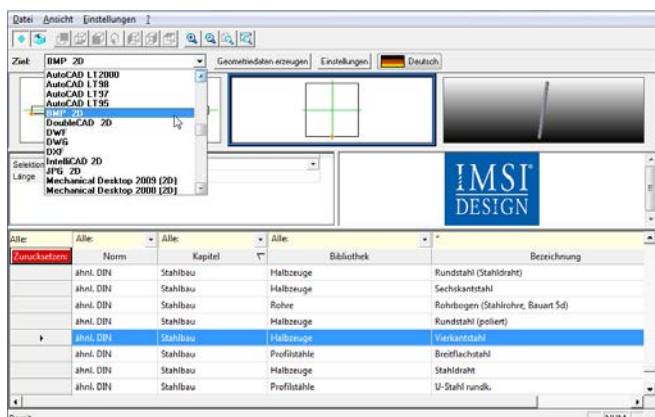 Datei Ansicht Einstellungen ?
Ziel: BMP 2D Geometriedaten erzeugen Einstellungen Deutsch
AutoCAD LT2000
AutoCAD LT98
AutoCAD LT97
AutoCAD LT95
BMP 2D
DoubleCAD 2D
DWF
DWG
DXF
IntelliCAD 2D
JPG 2D
Mechanical Desktop 2009 (2D)
Mechanical Desktop 2008 (2D)
Selektion
Länge
IMSI
DESIGN
Alle: Alle: Alle: Alle: *
Zurücksetzen: Norm Kapitel Bibliothek Bezeichnung
ähnl. DIN Stahlbau Halbzeuge Rundstahl (Stahldraht)
ähnl. DIN Stahlbau Halbzeuge Sechskantstahl
ähnl. DIN Stahlbau Rohre Rohrbogen (Stahlrohre, Bauart 5d)
ähnl. DIN Stahlbau Halbzeuge Rundstahl (poliert)
ähnl. DIN Stahlbau Halbzeuge Vierkantstahl
ähnl. DIN Stahlbau Profilstähle Breitflachstahl
ähnl. DIN Stahlbau Halbzeuge Stahldraht
ähnl. DIN Stahlbau Profilstähle U-Stahl rundk.